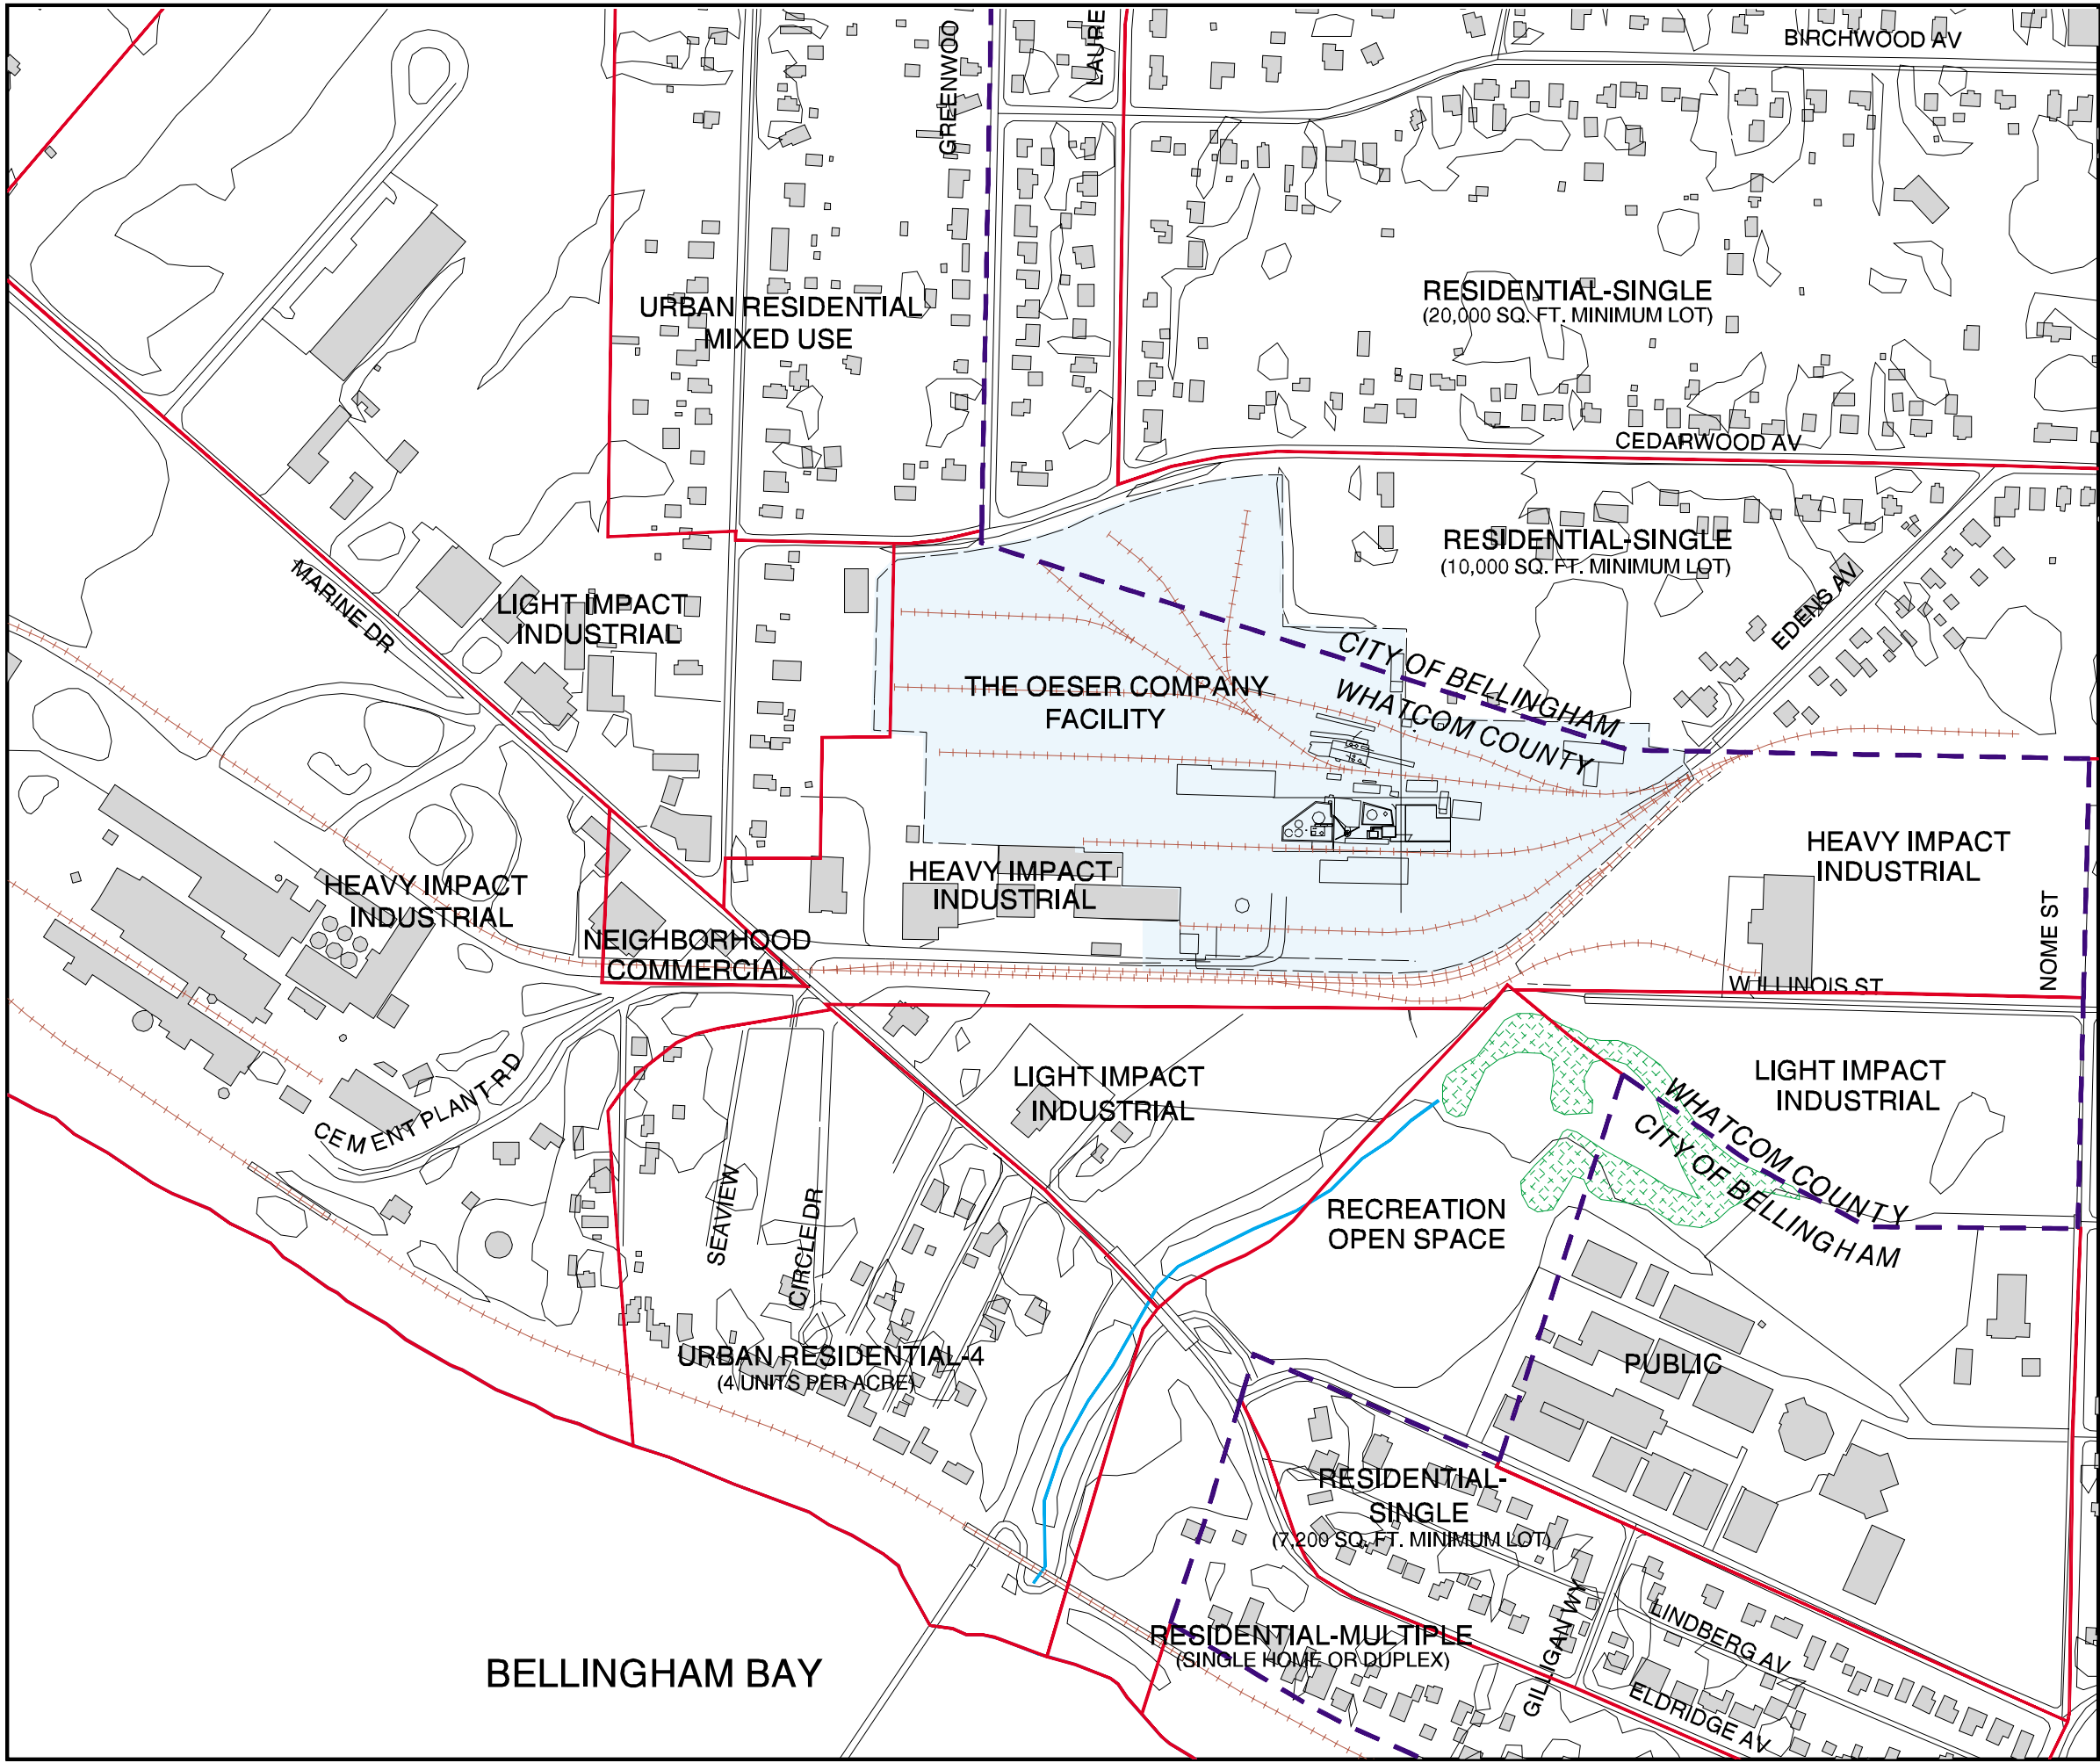 BIRCHWOOD AV
GREENWOO
LAURE
URBAN RESIDENTIAL
MIXED USE
RESIDENTIAL-SINGLE
(20,000 SQ. FT. MINIMUM LOT)
CEDARWOOD AV
RESIDENTIAL-SINGLE
(10,000 SQ. FT. MINIMUM LOT)
EDENS AV
MARINE DR
LIGHT IMPACT
INDUSTRIAL
CITY OF BELLINGHAM
WHATCOM COUNTY
THE OESER COMPANY
FACILITY
HEAVY IMPACT
INDUSTRIAL
HEAVY IMPACT
INDUSTRIAL
HEAVY IMPACT
INDUSTRIAL
NOME ST
NEIGHBORHOOD
COMMERCIAL
W ILLINOIS ST
CEMENT PLANT RD
LIGHT IMPACT
INDUSTRIAL
LIGHT IMPACT
INDUSTRIAL
WHATCOM COUNTY
CITY OF BELLINGHAM
SEAVIEW
CIRCLE DR
RECREATION
OPEN SPACE
URBAN RESIDENTIAL-4
(4 UNITS PER ACRE)
PUBLIC
RESIDENTIAL-
SINGLE
(7,200 SQ. FT. MINIMUM LOT)
RESIDENTIAL-MULTIPLE
(SINGLE HOME OR DUPLEX)
GILLIGAN WY
LINDBERG AV
ELDRIDGE AV
BELLINGHAM BAY